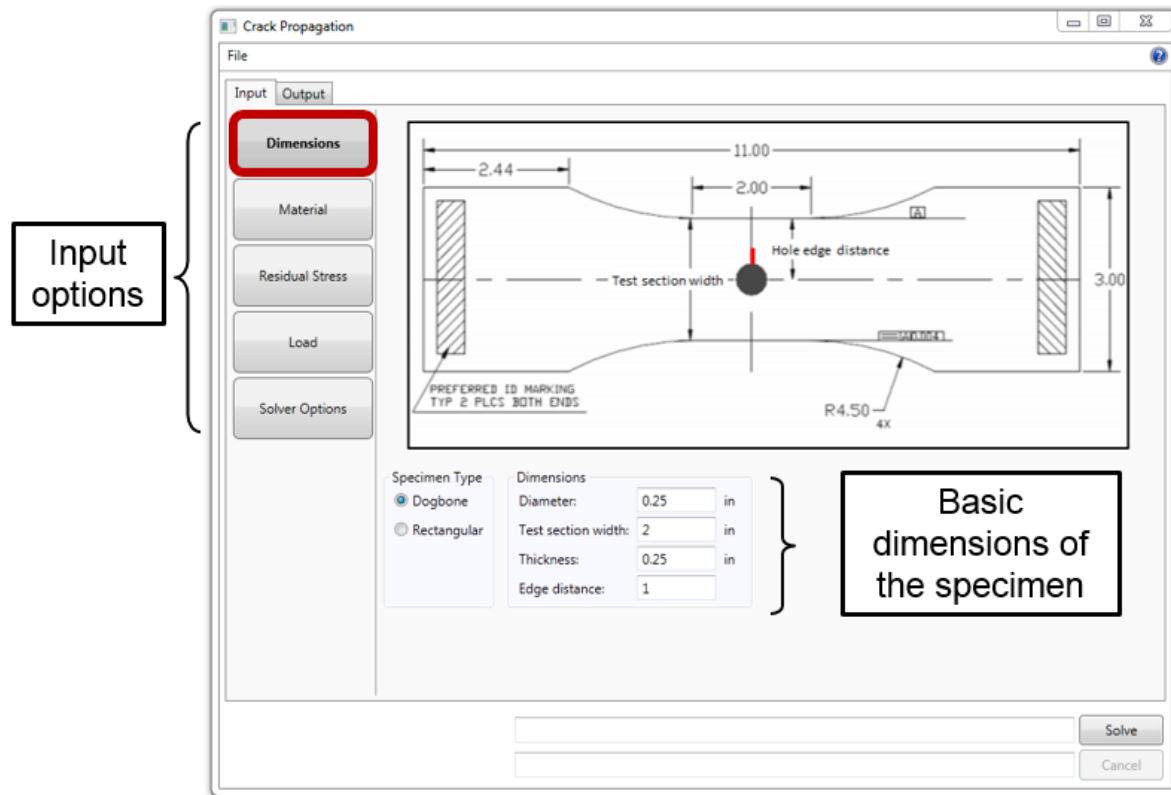 Crack Propagation
File
Input Output
Dimensions
Material
Residual Stress
Load
Solver Options
Input
options
11.00
2.44
2.00
A
Hole edge distance
Test section width
3.00
A0.004
PREFERRED ID MARKING
TYP 2 PLCS BOTH ENDS
R4.50
4X
Specimen Type
Dogbone
Rectangular
Dimensions
Diameter: 0.25 in
Test section width: 2 in
Thickness: 0.25 in
Edge distance: 1
Basic
dimensions of
the specimen
Solve
Cancel